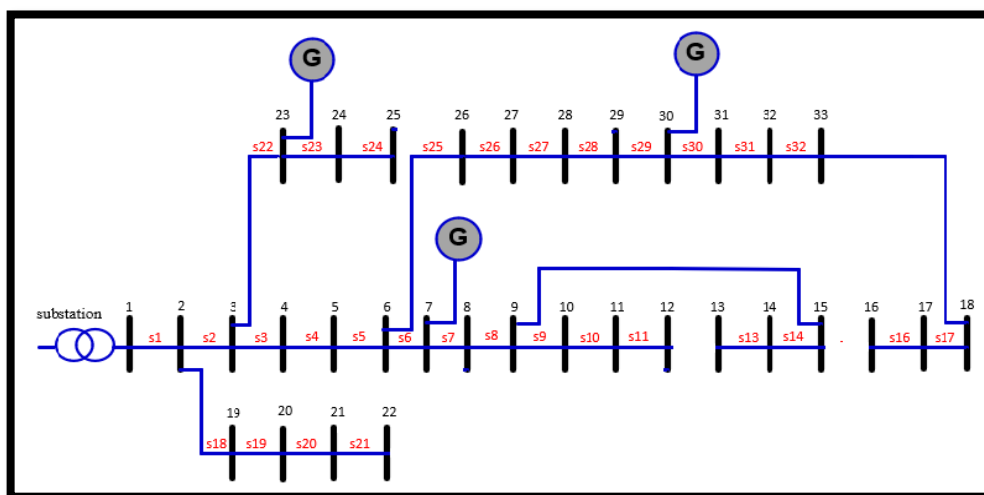 G G
23 24 25 26 27 28 29 30 31 32 33
s22 s23 s24 s25 s26 s27 s28 s29 s30 s31 s32
G
substation 1 2 3 4 5 6 7 8 9 10 11 12 13 14 15 16 17 18
s1 s2 s3 s4 s5 s6 s7 s8 s9 s10 s11 s13 s14 s16 s17
19 20 21 22
s18 s19 s20 s21